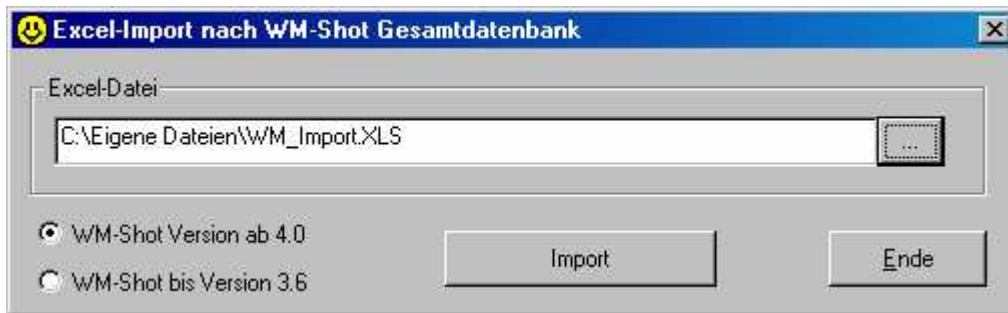 Excel-Import nach WM-Shot Gesamtdatenbank
Excel-Datei
C:\Eigene Dateien\WM_Import.XLS
...
WM-Shot Version ab 4.0
WM-Shot bis Version 3.6
Import
Ende